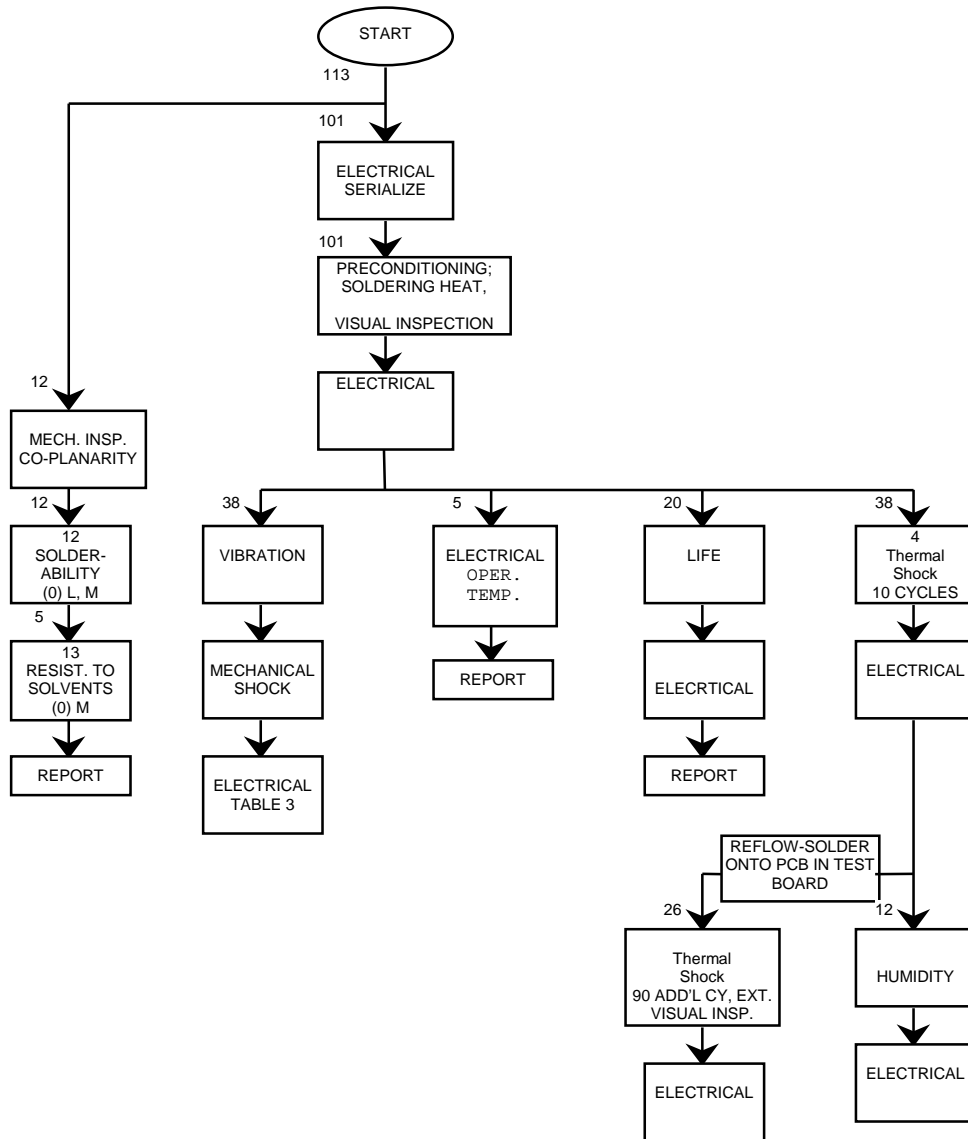 START
113
101
ELECTRICAL
SERIALIZE
101
PRECONDITIONING;
SOLDERING HEAT,
VISUAL INSPECTION
ELECTRICAL
12
MECH. INSP.
CO-PLANARITY
12
12
SOLDER-
ABILITY
(0) L, M
5
13
RESIST. TO
SOLVENTS
(0) M
REPORT
38
VIBRATION
MECHANICAL
SHOCK
ELECTRICAL
TABLE 3
5
ELECTRICAL
OPER.
TEMP.
REPORT
20
LIFE
ELECRTICAL
REPORT
38
4
Thermal
Shock
10 CYCLES
ELECTRICAL
REFLOW-SOLDER
ONTO PCB IN TEST
BOARD
26
Thermal
Shock
90 ADD'L CY, EXT.
VISUAL INSP.
ELECTRICAL
12
HUMIDITY
ELECTRICAL